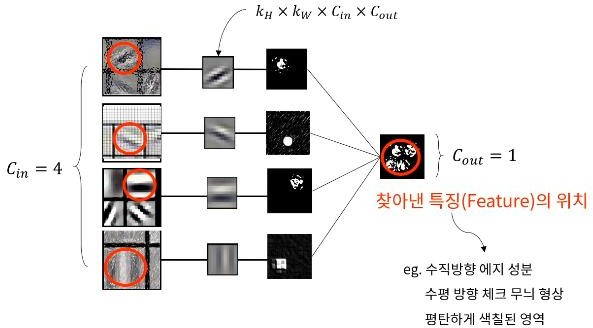 k_H × k_W × C_in × C_out
C_in = 4
C_out = 1
찾아낸 특징(Feature)의 위치
eg. 수직방향 에지 성분
수평 방향 체크 무늬 형상
평탄하게 색칠된 영역